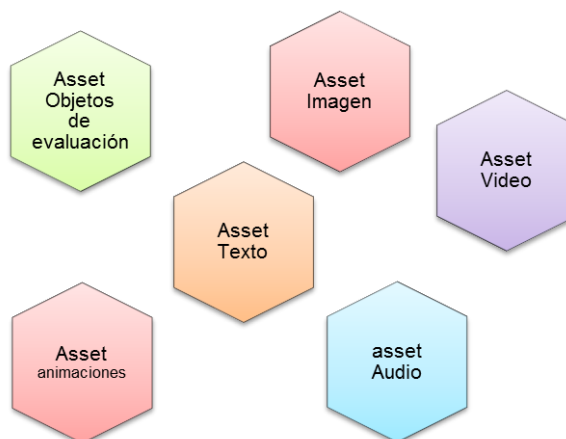 Asset
Objetos
de
evaluación
Asset
Imagen
Asset
Video
Asset
Texto
Asset
animaciones
asset
Audio